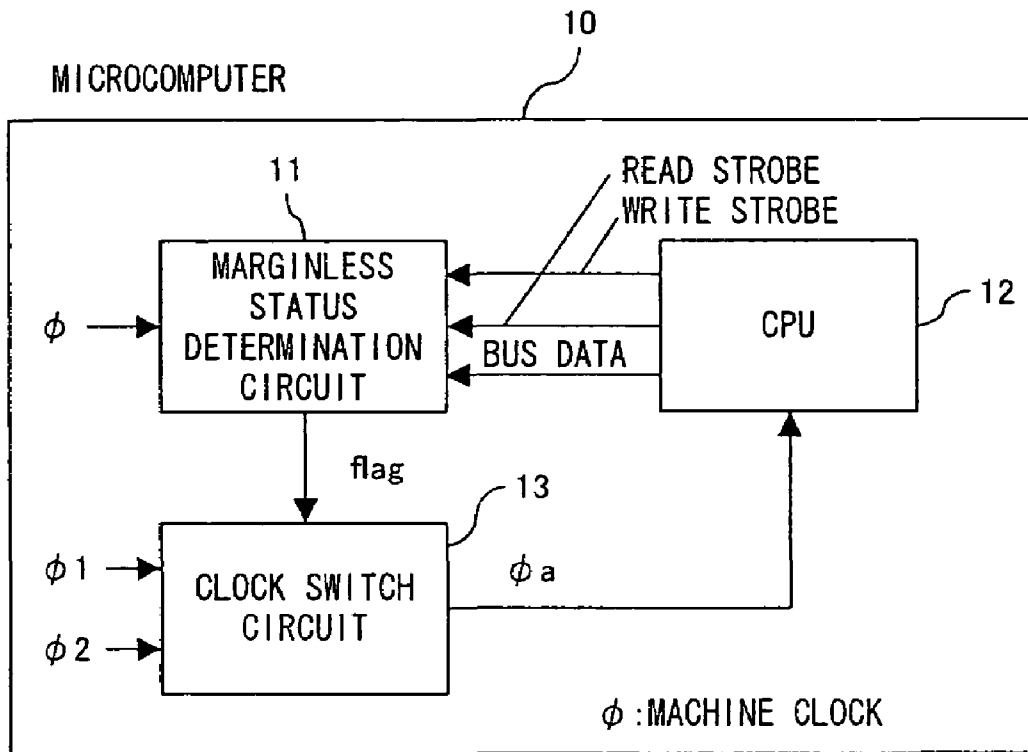 10
MICROCOMPUTER
11
READ STROBE
WRITE STROBE
MARGINLESS
STATUS
DETERMINATION
CIRCUIT
ϕ
BUS DATA
CPU
12
flag
13
ϕ1
ϕ2
CLOCK SWITCH
CIRCUIT
ϕa
ϕ:MACHINE CLOCK